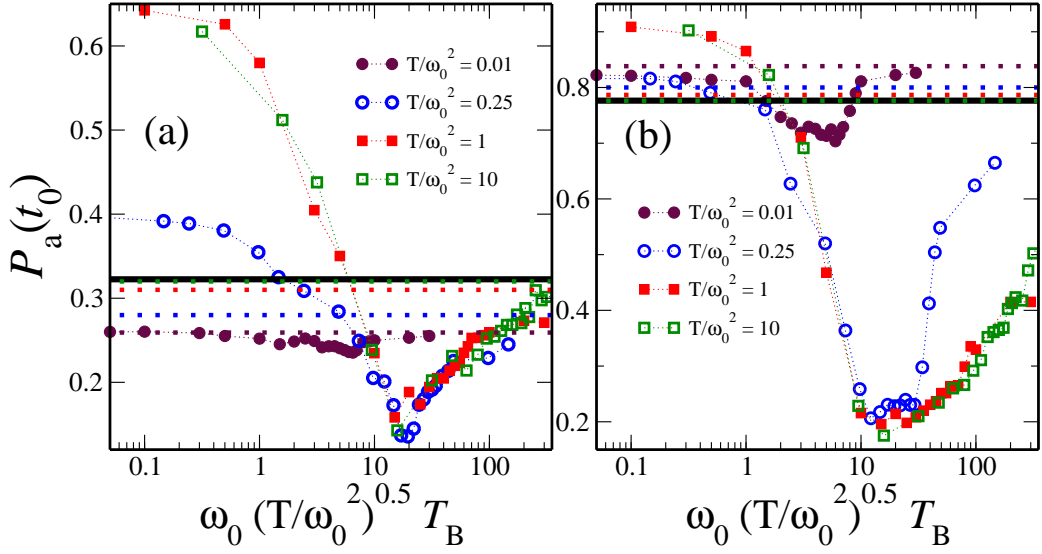 P_a(t_0)
0.6
0.5
0.4
0.3
0.2
(a)
T/ω_0^2 = 0.01
T/ω_0^2 = 0.25
T/ω_0^2 = 1
T/ω_0^2 = 10
0.1 1 10 100
ω_0 (T/ω_0^2)^0.5 T_B
0.8
0.6
0.4
0.2
(b)
T/ω_0^2 = 0.01
T/ω_0^2 = 0.25
T/ω_0^2 = 1
T/ω_0^2 = 10
0.1 1 10 100
ω_0 (T/ω_0^2)^0.5 T_B